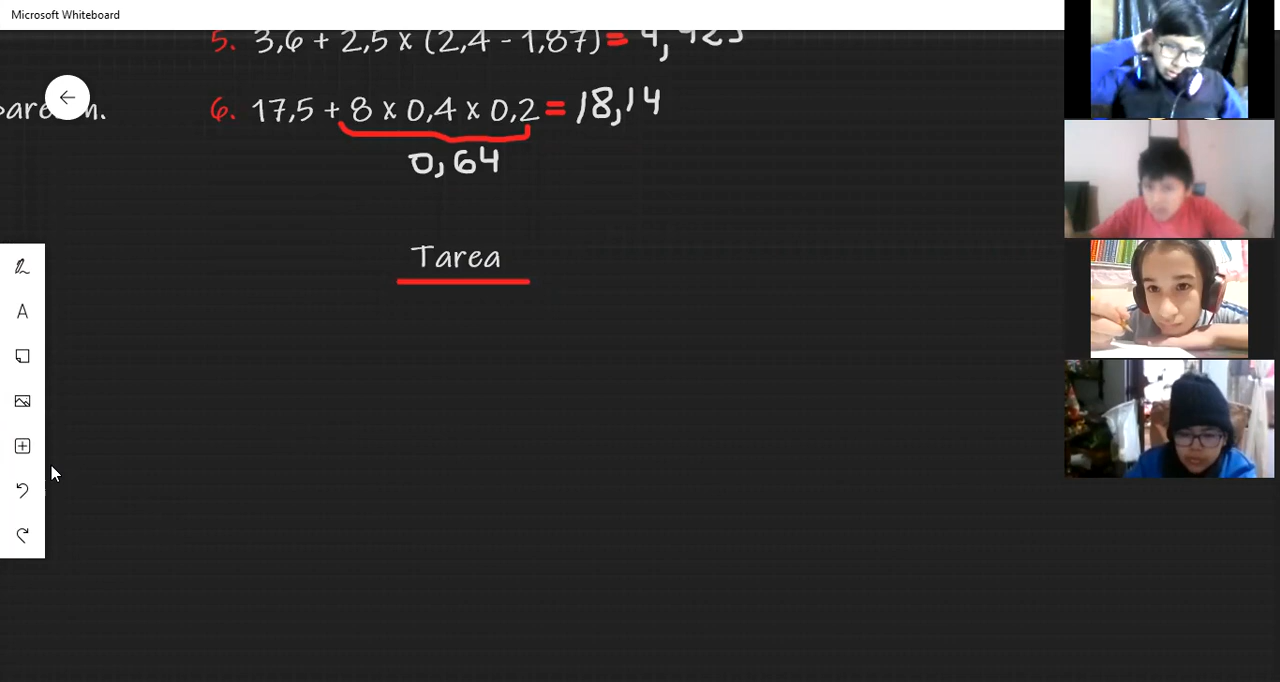 Microsoft Whiteboard
5. 3,6 + 2,5 x (2,4 - 1,87) = 4,925
6. 17,5 + 8 x 0,4 x 0,2 = 18,14
0,64
Tarea
A